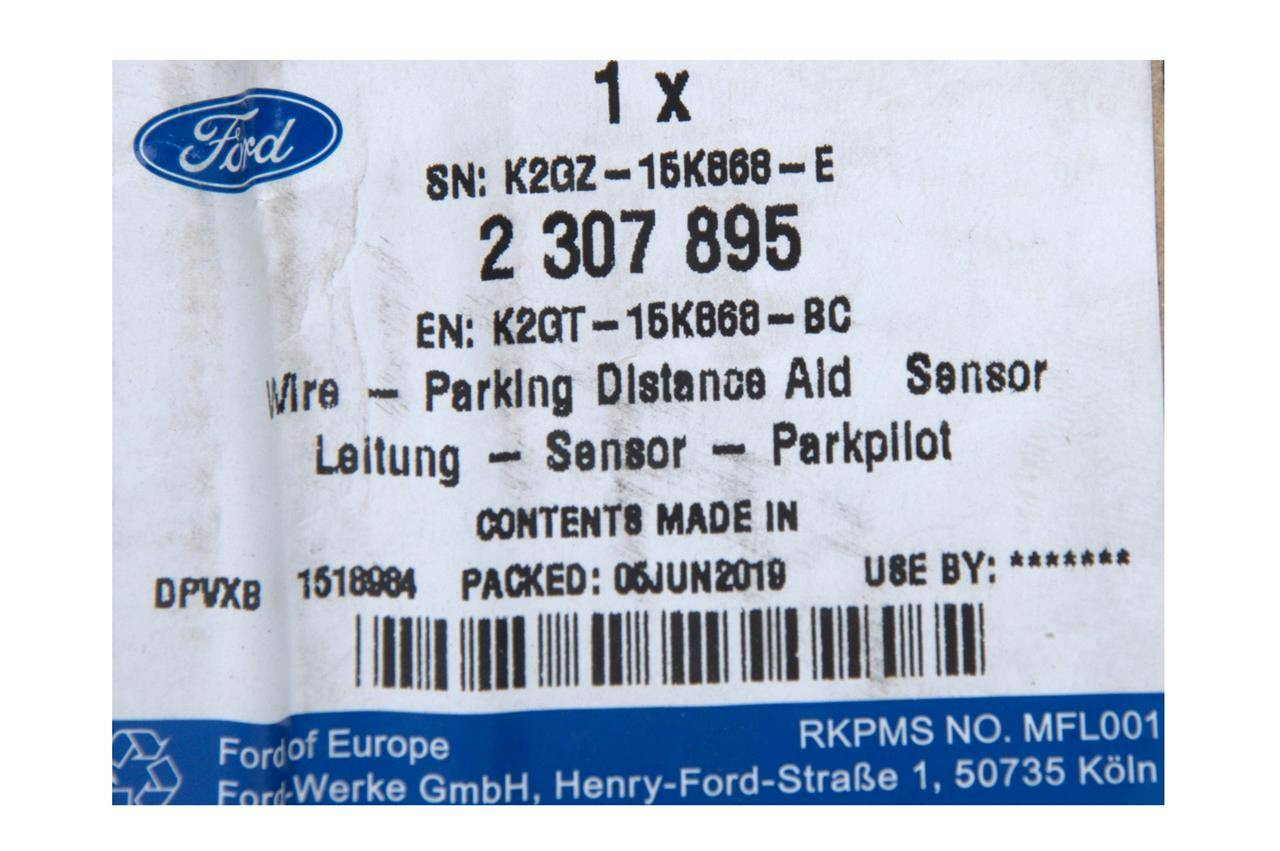 Ford
1 x
SN: K2GZ-15K868-E
2 307 895
EN: K2GT-15K868-BC
Wire - Parking Distance Aid Sensor
Leitung - Sensor - Parkpilot
CONTENTS MADE IN
DPVXB 1518984 PACKED: 05JUN2019 USE BY: *******
Ford of Europe RKPMS NO. MFL001
Ford-Werke GmbH, Henry-Ford-Straße 1, 50735 Köln